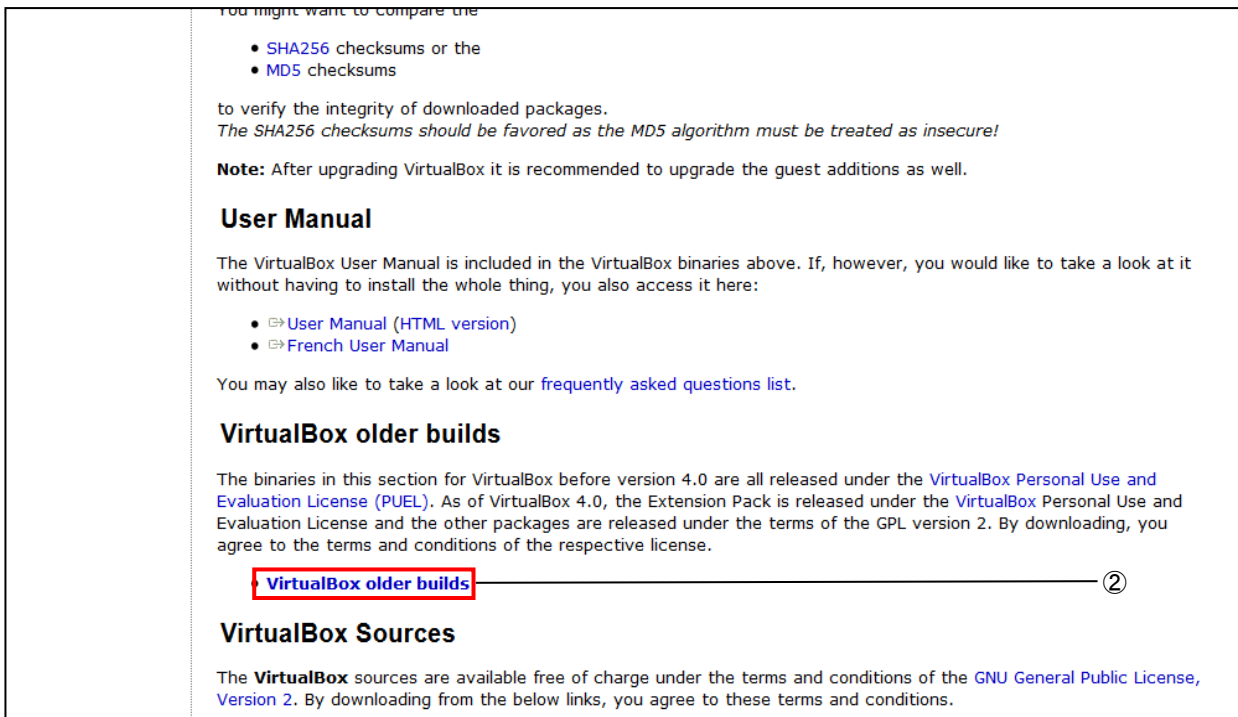 You might want to compare the
• SHA256 checksums or the
• MD5 checksums
to verify the integrity of downloaded packages.
The SHA256 checksums should be favored as the MD5 algorithm must be treated as insecure!
Note: After upgrading VirtualBox it is recommended to upgrade the guest additions as well.
User Manual
The VirtualBox User Manual is included in the VirtualBox binaries above. If, however, you would like to take a look at it
without having to install the whole thing, you also access it here:
• User Manual (HTML version)
• French User Manual
You may also like to take a look at our frequently asked questions list.
VirtualBox older builds
The binaries in this section for VirtualBox before version 4.0 are all released under the VirtualBox Personal Use and
Evaluation License (PUEL). As of VirtualBox 4.0, the Extension Pack is released under the VirtualBox Personal Use and
Evaluation License and the other packages are released under the terms of the GPL version 2. By downloading, you
agree to the terms and conditions of the respective license.
• VirtualBox older builds ②
VirtualBox Sources
The VirtualBox sources are available free of charge under the terms and conditions of the GNU General Public License,
Version 2. By downloading from the below links, you agree to these terms and conditions.